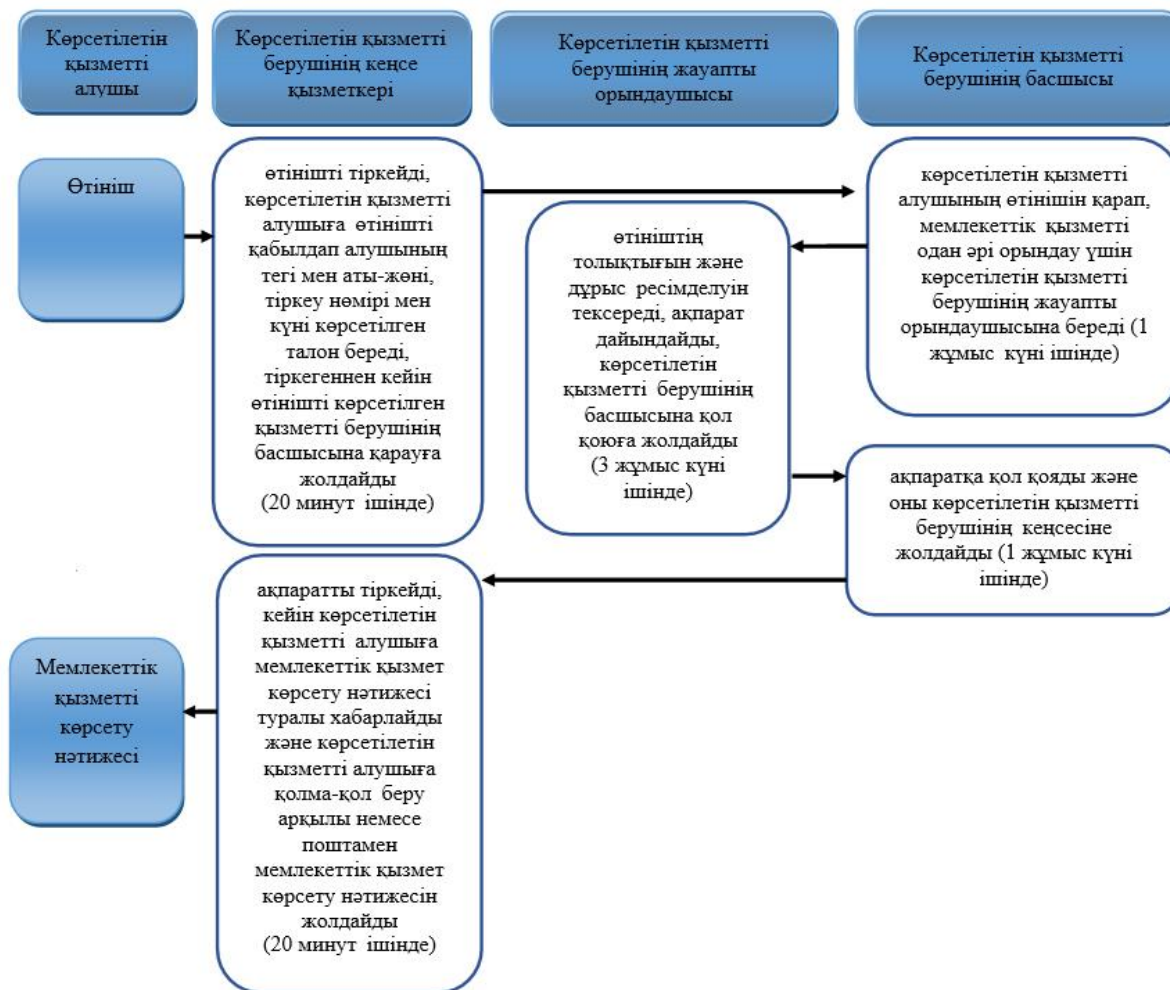 Көрсетілетін
қызметті
алушы
Көрсетілетін қызметті
берушінің кеңсе
қызметкері
Көрсетілетін қызметті
берушінің жауапты
орындаушысы
Көрсетілетін қызметті
берушінің басшысы
Өтініш
өтінішті тіркейді,
көрсетілетін қызметті
алушыға өтінішті
қабылдап алушының
тегі мен аты-жөні,
тіркеу нөмірі мен
күні көрсетілген
талон береді,
тіркегеннен кейін
өтінішті көрсетілген
қызметті берушінің
басшысына қарауға
жолдайды
(20 минут ішінде)
көрсетілетін қызметті
алушының өтінішін қарап,
мемлекеттік қызметті
одан әрі орындау үшін
көрсетілетін қызметті
берушінің жауапты
орындаушысына береді (1
жұмыс күні ішінде)
өтініштің
толықтығын және
дұрыс ресімделуін
тексереді, ақпарат
дайындайды,
көрсетілетін
қызметті берушінің
басшысына қол
қоюға жолдайды
(3 жұмыс күні
ішінде)
ақпаратқа қол қояды және
оны көрсетілетін қызметті
берушінің кеңсесіне
жолдайды (1 жұмыс күні
ішінде)
ақпаратты тіркейді,
кейін көрсетілетін
қызметті алушыға
мемлекеттік қызмет
көрсету нәтижесі
туралы хабарлайды
және көрсетілетін
қызметті алушыға
қолма-қол беру
арқылы немесе
поштамен
мемлекеттік қызмет
көрсету нәтижесін
жолдайды
(20 минут ішінде)
Мемлекеттік
қызметті
көрсету
нәтижесі